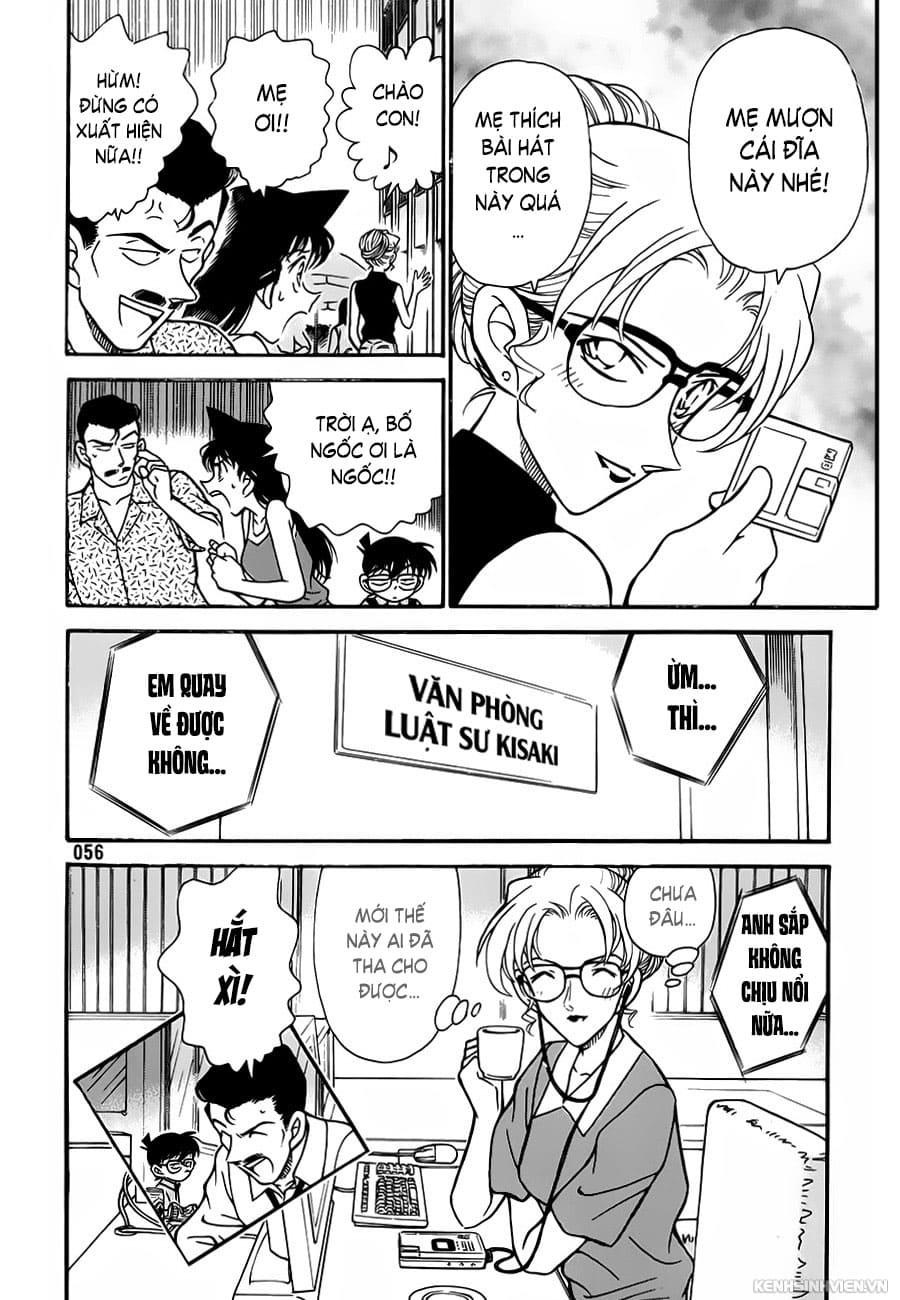 MẸ MƯỢN
CÁI ĐĨA
NÀY NHÉ!
MẸ THÍCH
BÀI HÁT
TRONG
NÀY QUÁ
...
CHÀO
CON!
♪
MẸ
ƠI!!
HỪM!
ĐỪNG CÓ
XUẤT HIỆN
NỮA!!
TRỜI Ạ, BỐ
NGỐC ƠI LÀ
NGỐC!!
ỪM...
THÌ...
VĂN PHÒNG
LUẬT SƯ KISAKI
EM QUAY
VỀ ĐƯỢC
KHÔNG...
056
ANH SẮP
KHÔNG
CHỊU NỔI
NỮA...
CHƯA
ĐÂU...
MỚI THẾ
NÀY AI ĐÃ
THA CHO
ĐƯỢC...
HẮT
XÌ!
KENHSINHVIEN.VN